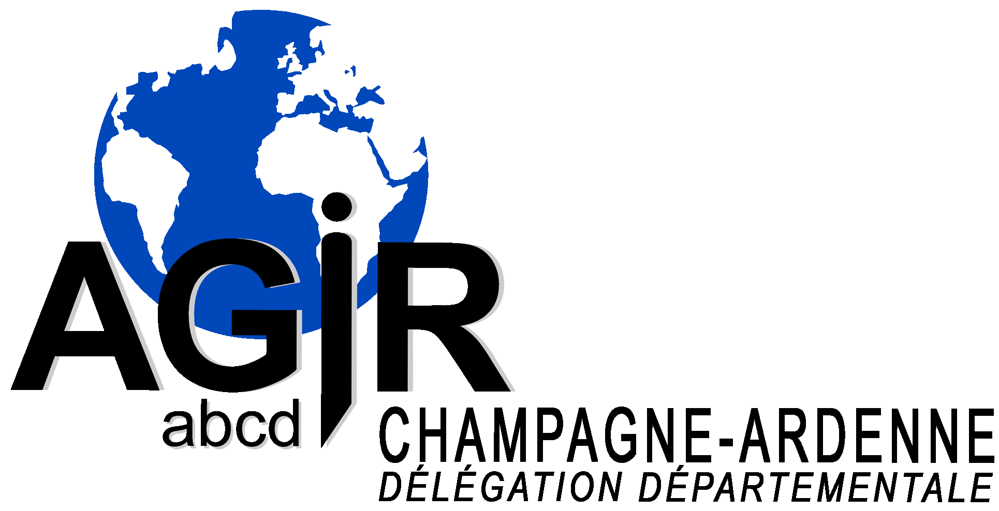 AGiR
abcd
CHAMPAGNE-ARDENNE
DÉLÉGATION DÉPARTEMENTALE